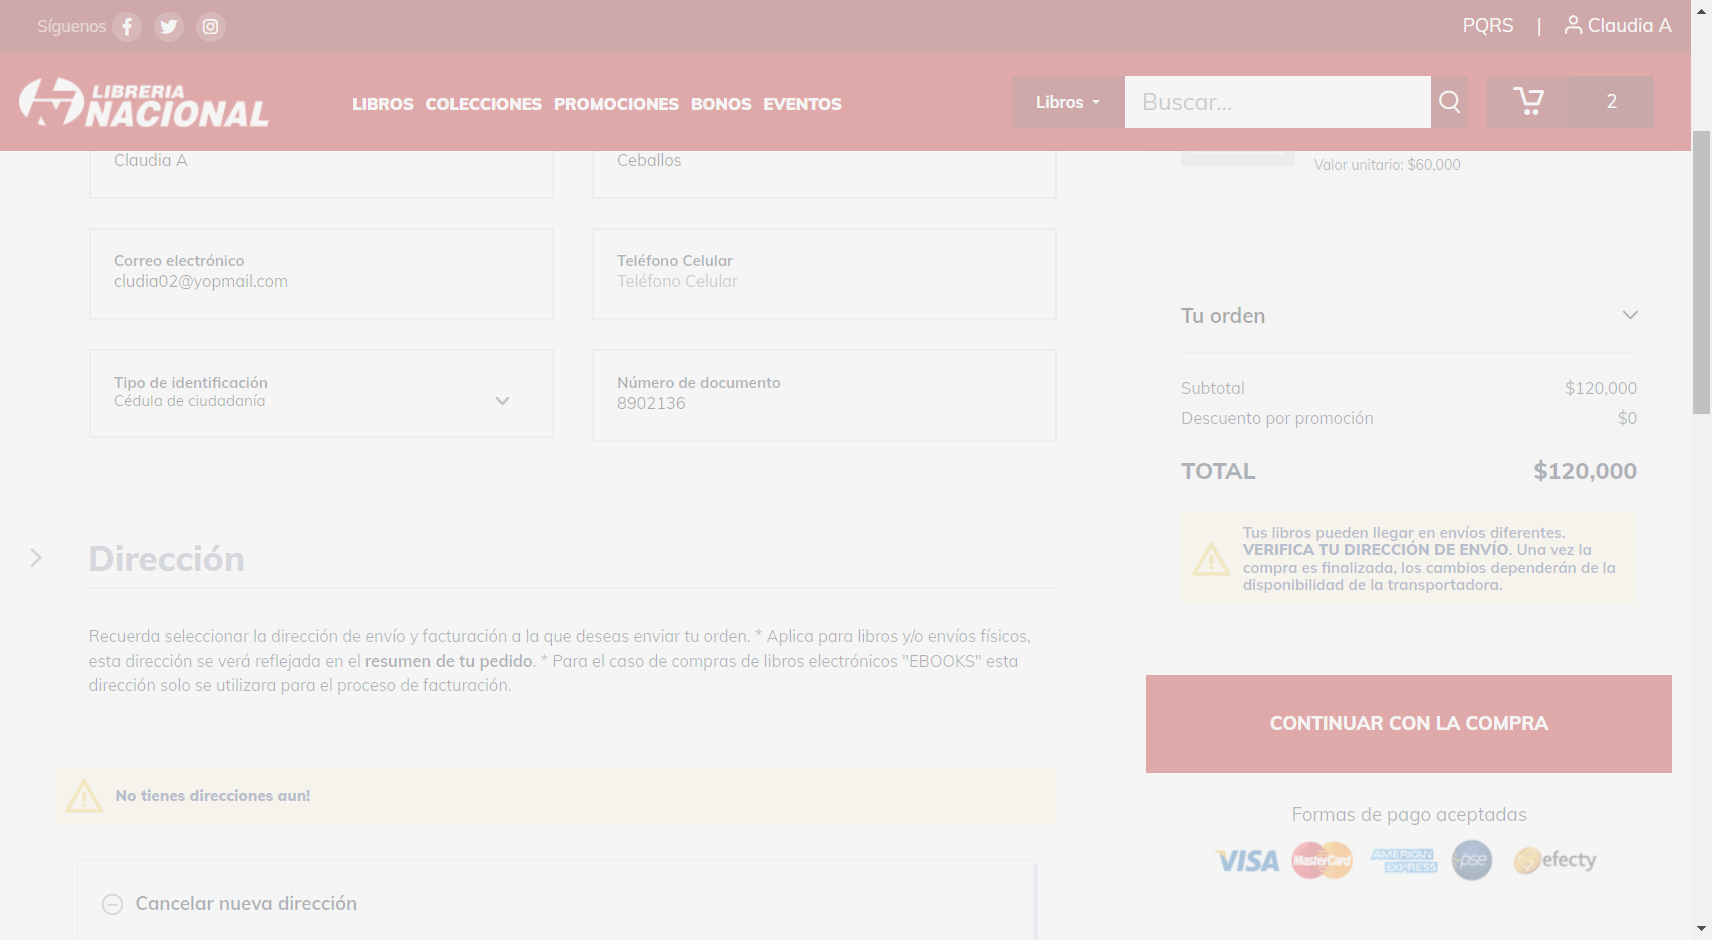 Síguenos
PQRS | Claudia A
LIBRERIA
NACIONAL
LIBROS COLECCIONES PROMOCIONES BONOS EVENTOS
Libros
Buscar...
2
Claudia A
Ceballos
Valor unitario: $60,000
Correo electrónico
cludia02@yopmail.com
Teléfono Celular
Teléfono Celular
Tipo de identificación
Cédula de ciudadanía
Número de documento
8902136
Dirección
Recuerda seleccionar la dirección de envío y facturación a la que deseas enviar tu orden. * Aplica para libros y/o envíos físicos,
esta dirección se verá reflejada en el resumen de tu pedido. * Para el caso de compras de libros electrónicos "EBOOKS" esta
dirección solo se utilizara para el proceso de facturación.
No tienes direcciones aun!
Cancelar nueva dirección
Tu orden
Subtotal $120,000
Descuento por promoción $0
TOTAL $120,000
Tus libros pueden llegar en envíos diferentes.
VERIFICA TU DIRECCIÓN DE ENVÍO. Una vez la
compra es finalizada, los cambios dependerán de la
disponibilidad de la transportadora.
CONTINUAR CON LA COMPRA
Formas de pago aceptadas
VISA MasterCard AMERICAN EXPRESS pse efecty